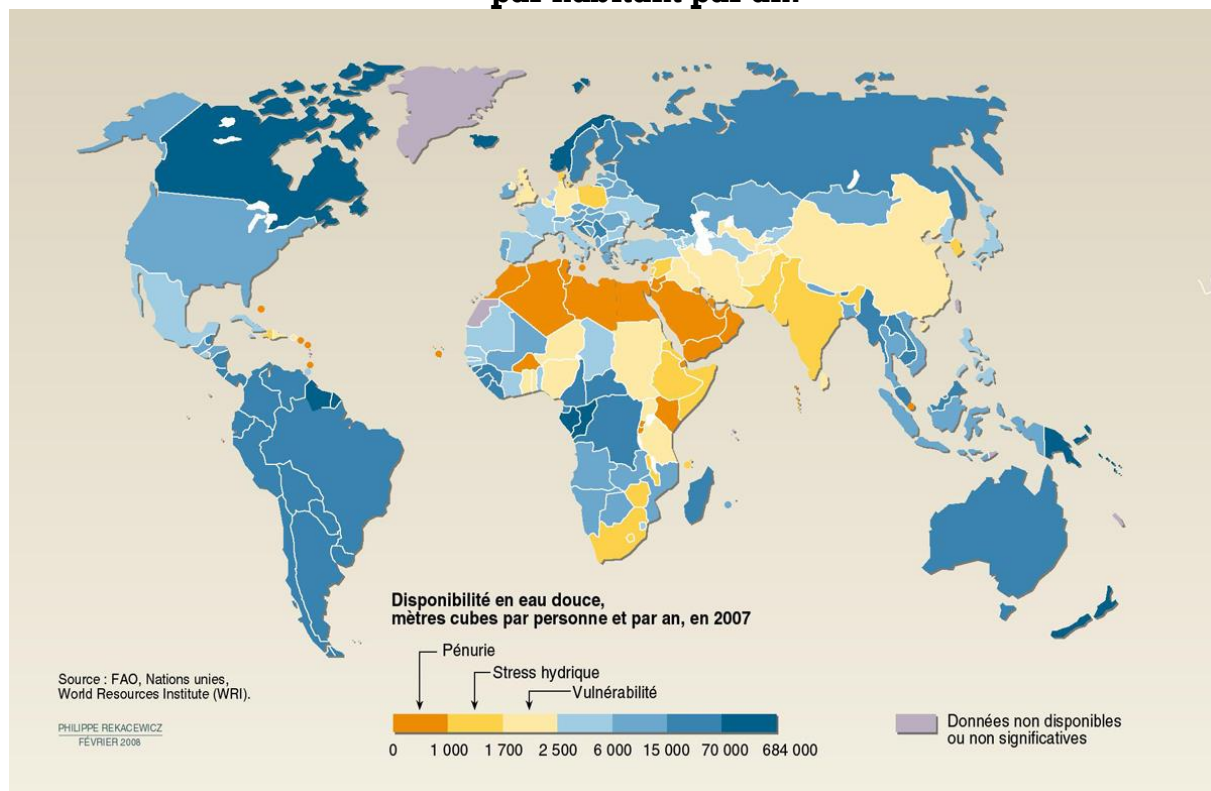 par habitant par an.
Disponibilité en eau douce,
mètres cubes par personne et par an, en 2007
Pénurie
Stress hydrique
Vulnérabilité
0 1 000 1 700 2 500 6 000 15 000 70 000 684 000
Données non disponibles
ou non significatives
Source : FAO, Nations unies,
World Resources Institute (WRI).
PHILIPPE REKACEWICZ
FÉVRIER 2008